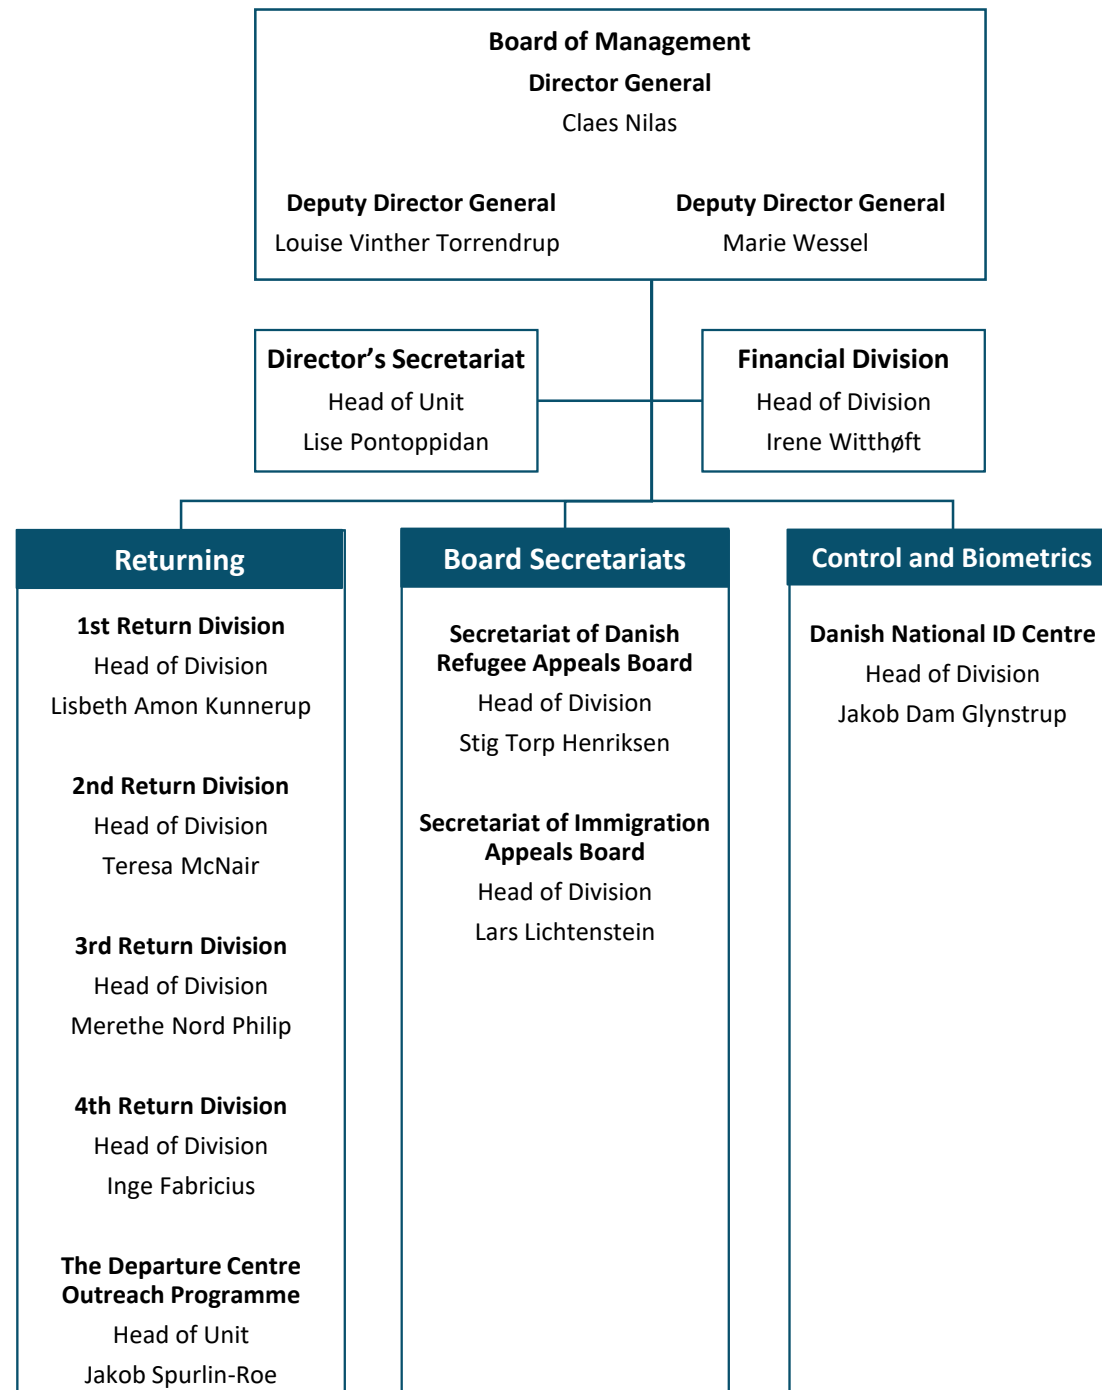 Board of Management
Director General
Claes Nilas
Deputy Director General
Louise Vinther Torrendrup
Deputy Director General
Marie Wessel
Director’s Secretariat
Head of Unit
Lise Pontoppidan
Financial Division
Head of Division
Irene Witthøft
Returning
1st Return Division
Head of Division
Lisbeth Amon Kunnerup
2nd Return Division
Head of Division
Teresa McNair
3rd Return Division
Head of Division
Merethe Nord Philip
4th Return Division
Head of Division
Inge Fabricius
The Departure Centre
Outreach Programme
Head of Unit
Jakob Spurlin-Roe
Board Secretariats
Secretariat of Danish
Refugee Appeals Board
Head of Division
Stig Torp Henriksen
Secretariat of Immigration
Appeals Board
Head of Division
Lars Lichtenstein
Control and Biometrics
Danish National ID Centre
Head of Division
Jakob Dam Glynstrup